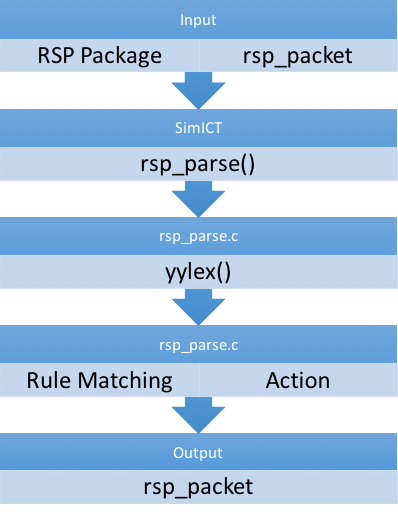 Input
RSP Package rsp_packet
SimICT
rsp_parse()
rsp_parse.c
yylex()
rsp_parse.c
Rule Matching Action
Output
rsp_packet